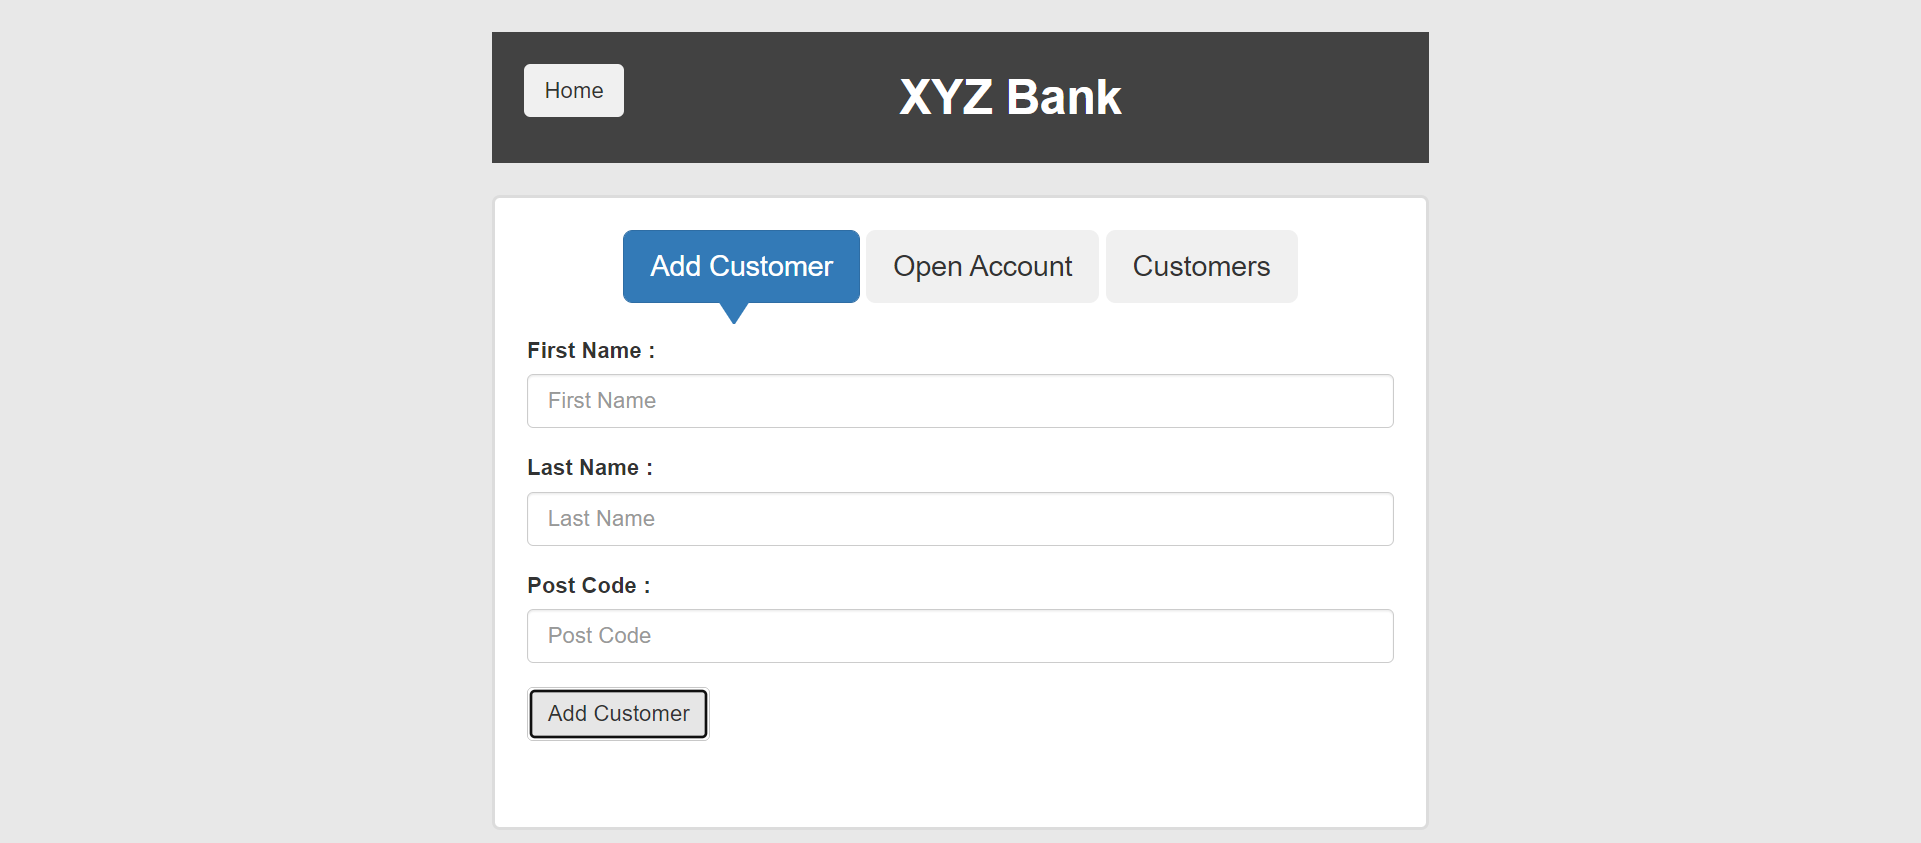 Home
XYZ Bank
Add Customer
Open Account
Customers
First Name :
First Name
Last Name :
Last Name
Post Code :
Post Code
Add Customer